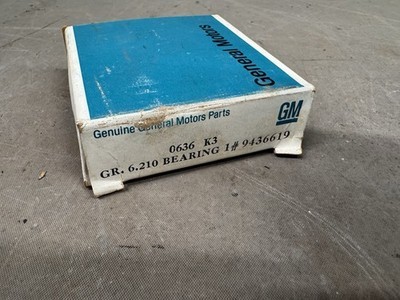 General Motors
Genuine General Motors Parts
GM
0636 K3
GR. 6.210 BEARING 1# 9436619